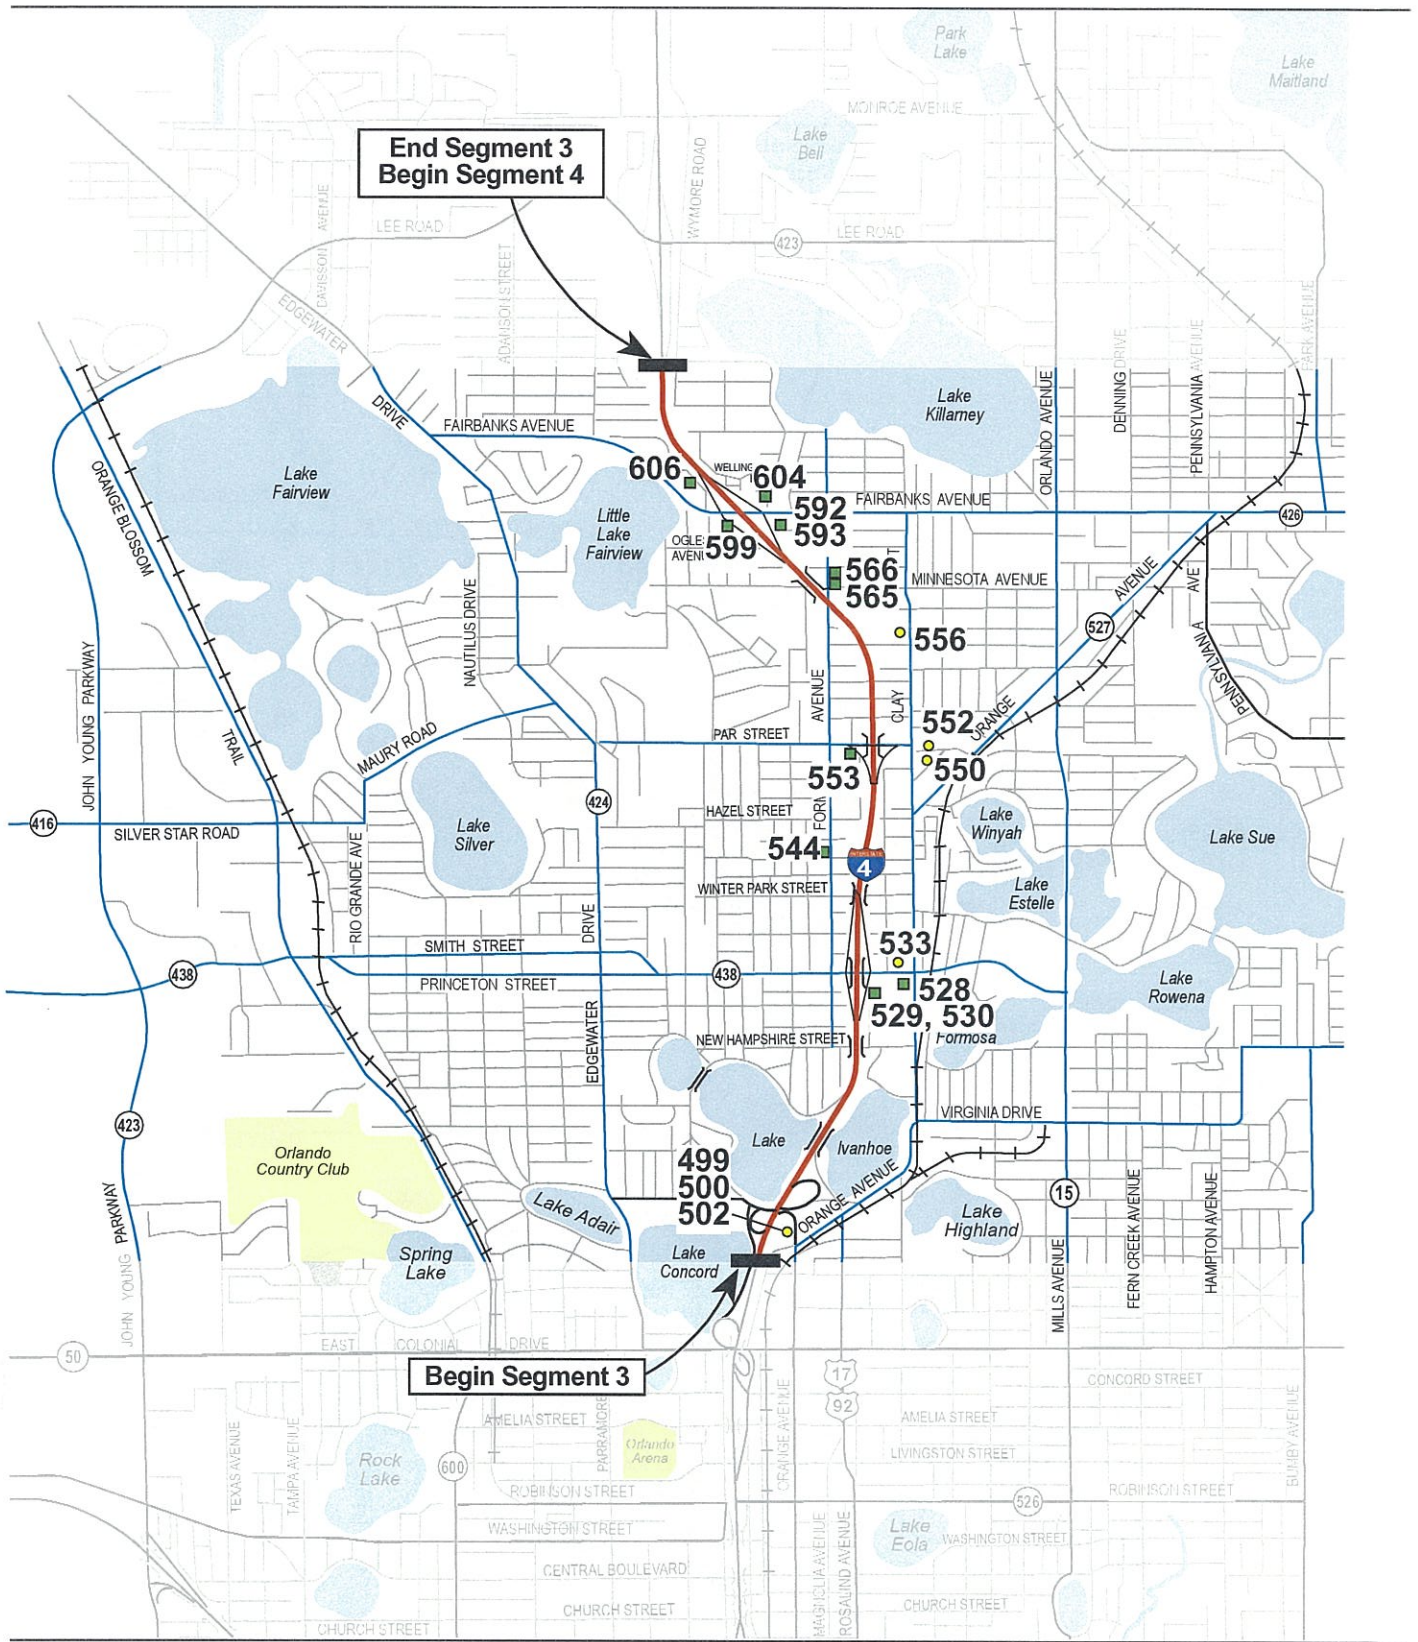 Park
Lake
Lake
Maitland
MONROE AVENUE
Lake
Bell
End Segment 3
Begin Segment 4
WYMORE ROAD
DAVISSON AVENUE
LEE ROAD
LEE ROAD
423
ADANSON STREET
EDGEWATER
DRIVE
PARK AVENUE
Lake
Killarney
ORLANDO AVENUE
DENNING DRIVE
PENNSYLVANIA AVENUE
FAIRBANKS AVENUE
ORANGE BLOSSOM
TRAIL
Lake
Fairview
606
WELLING
604
FAIRBANKS AVENUE
426
Little
Lake
Fairview
592
593
599
OGLE
AVEN
566
565
MINNESOTA AVENUE
AVENUE
AVE
527
PENNSYLVANIA
556
NAUTILUS DRIVE
JOHN YOUNG PARKWAY
AVENUE
CLAY
552
ORANGE
MAURY ROAD
PAR STREET
550
553
424
HAZEL STREET
FORM
416
SILVER STAR ROAD
Lake
Silver
Lake
Winyah
Lake Sue
544
4
RIO GRANDE AVE
WINTER PARK STREET
Lake
Estelle
DRIVE
533
SMITH STREET
438
438
PRINCETON STREET
528
529, 530
Lake
Rowena
EDGEWATER
NEW HAMPSHIRE STREET
Formosa
423
VIRGINIA DRIVE
Orlando
Country Club
Lake
Ivanhoe
499
500
502
ORANGE AVENUE
Lake Adair
Lake
Highland
15
PARKWAY
JOHN YOUNG
Spring
Lake
Lake
Concord
MILLS AVENUE
FERN CREEK AVENUE
HAMPTON AVENUE
EAST COLONIAL DRIVE
50
Begin Segment 3
17
92
CONCORD STREET
AMELIA STREET
AMELIA STREET
TEXAS AVENUE
TAMPA AVENUE
PARRAMORE
Orlando
Arena
ORANGE AVENUE
LIVINGSTON STREET
BUMBY AVENUE
Rock
Lake
600
ROBINSON STREET
526
ROBINSON STREET
WASHINGTON STREET
Lake
Eola
WASHINGTON STREET
CENTRAL BOULEVARD
MAGNOLIA AVENUE
ROSALIND AVENUE
CHURCH STREET
CHURCH STREET
CHURCH STREET